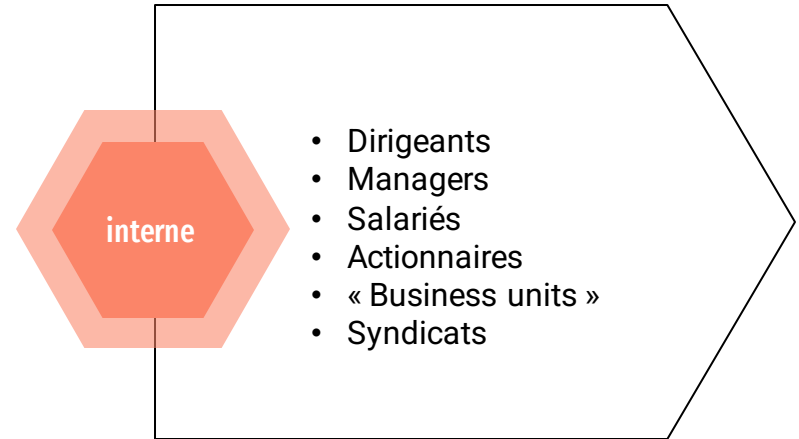 interne
• Dirigeants
• Managers
• Salariés
• Actionnaires
• « Business units »
• Syndicats